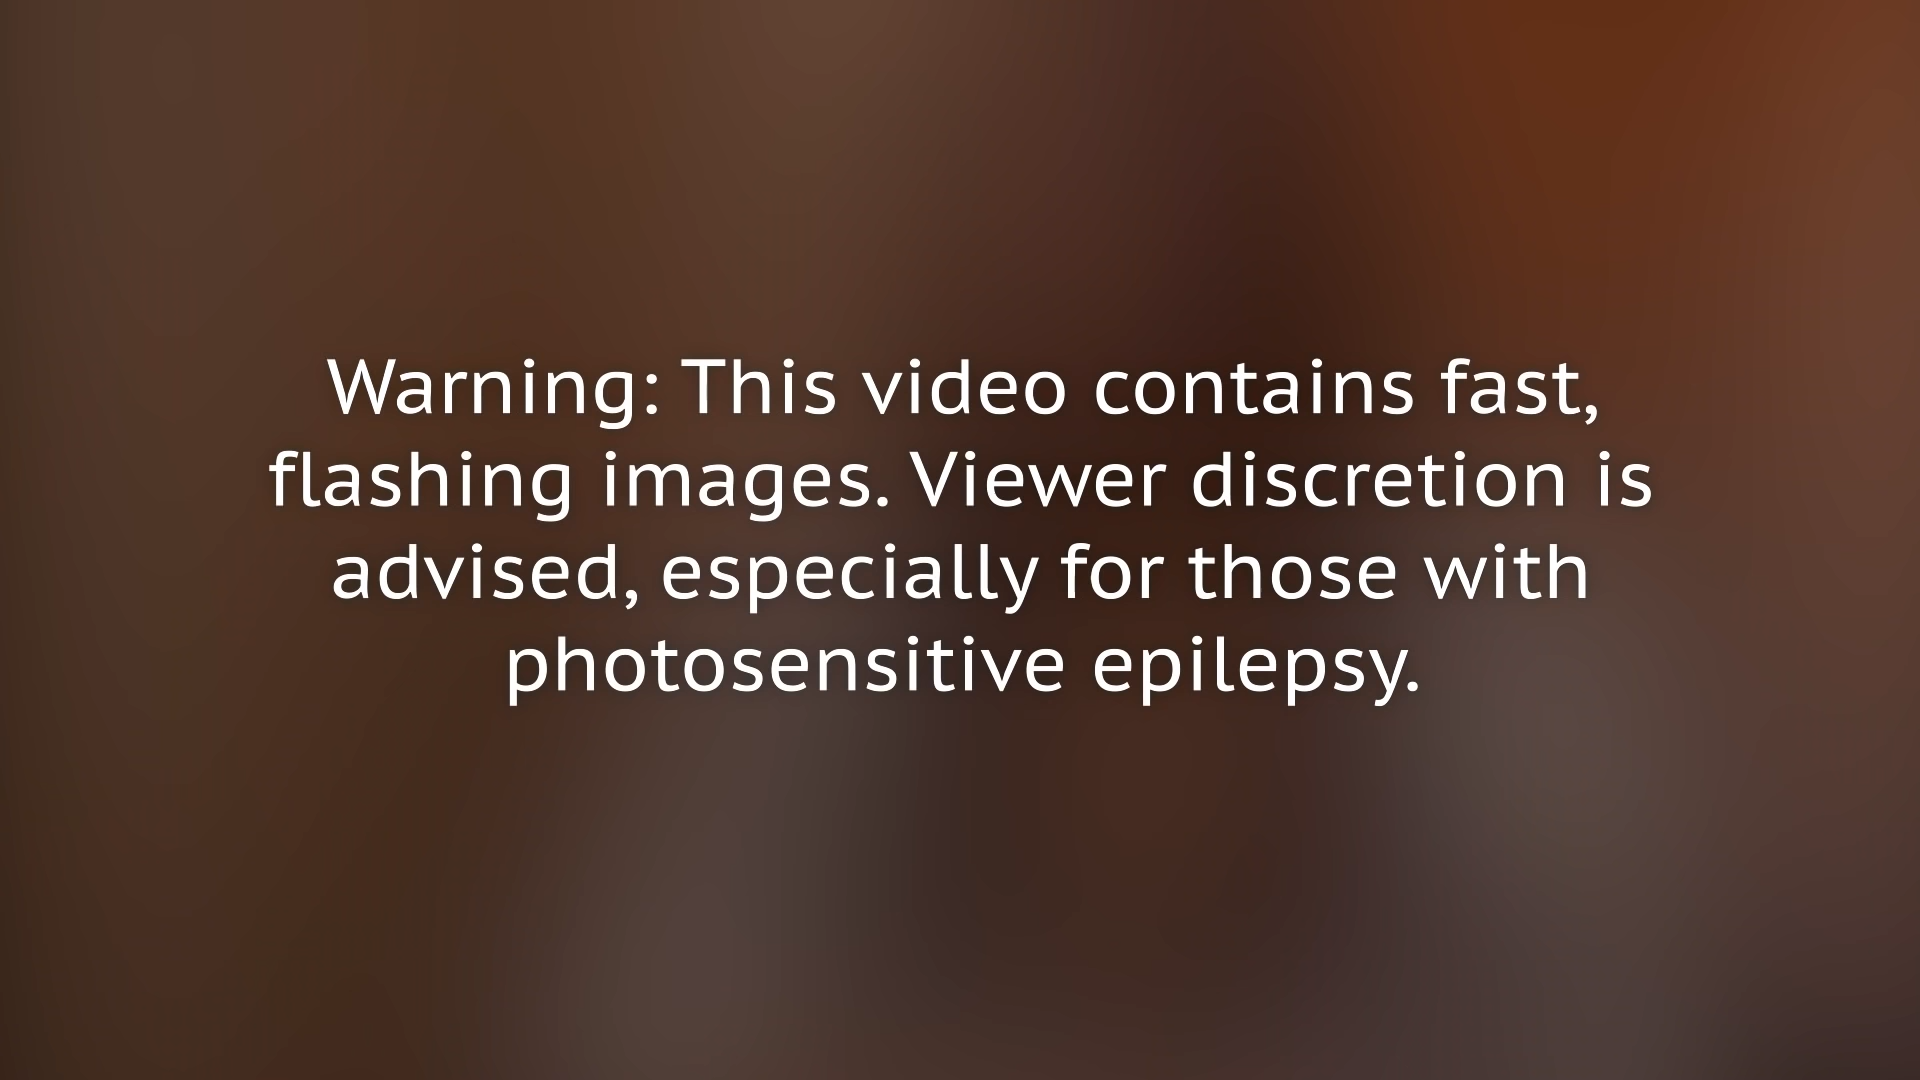 Warning: This video contains fast,
flashing images. Viewer discretion is
advised, especially for those with
photosensitive epilepsy.